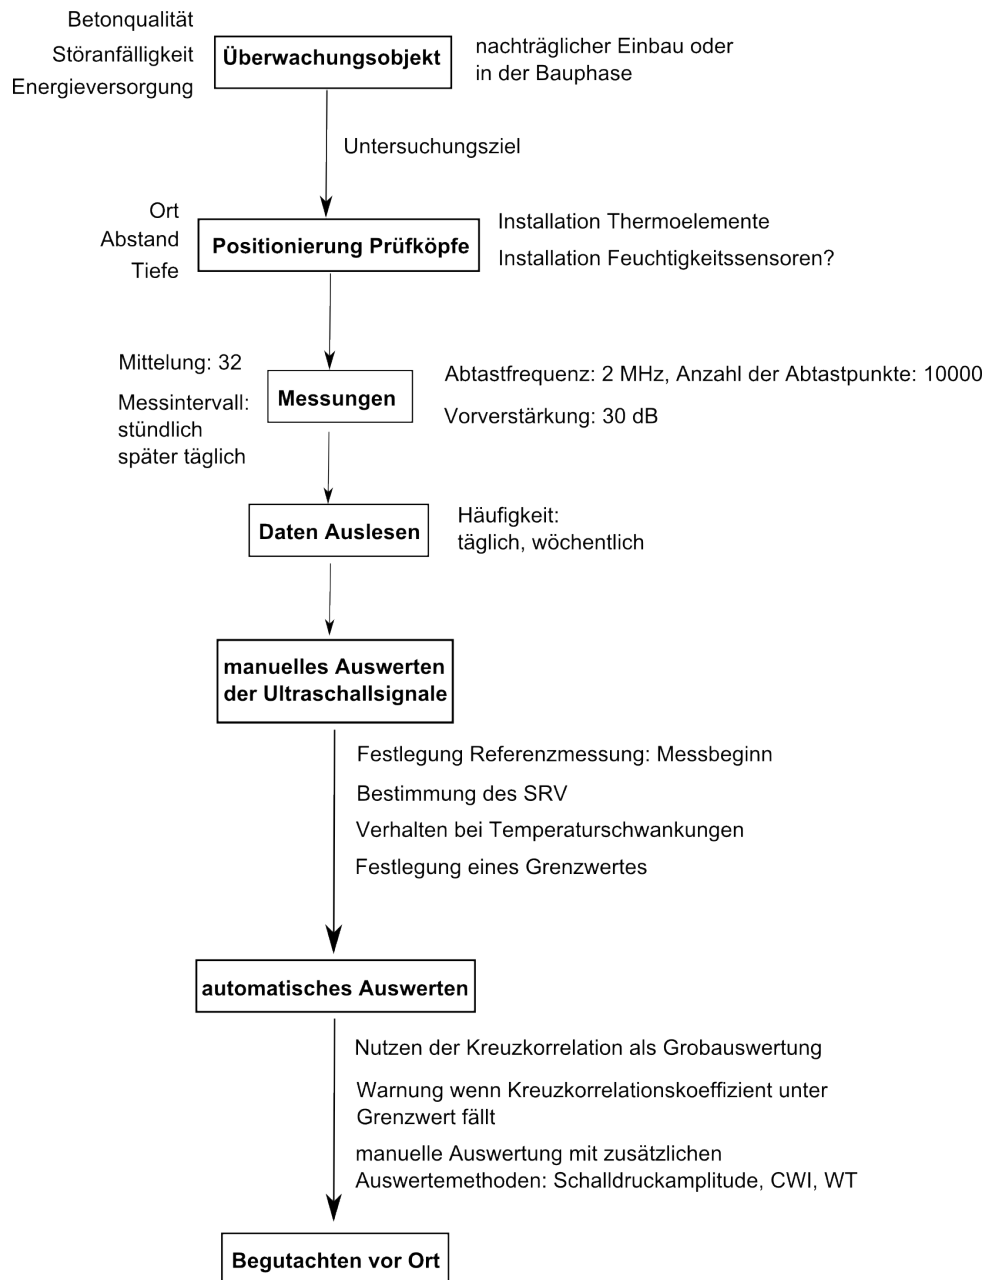 Betonqualität
Störanfälligkeit
Energieversorgung
Überwachungsobjekt
nachträglicher Einbau oder
in der Bauphase
Untersuchungsziel
Ort
Abstand
Tiefe
Positionierung Prüfköpfe
Installation Thermoelemente
Installation Feuchtigkeitssensoren?
Mittelung: 32
Messintervall:
stündlich
später täglich
Messungen
Abtastfrequenz: 2 MHz, Anzahl der Abtastpunkte: 10000
Vorverstärkung: 30 dB
Daten Auslesen
Häufigkeit:
täglich, wöchentlich
manuelles Auswerten
der Ultraschallsignale
Festlegung Referenzmessung: Messbeginn
Bestimmung des SRV
Verhalten bei Temperaturschwankungen
Festlegung eines Grenzwertes
automatisches Auswerten
Nutzen der Kreuzkorrelation als Grobauswertung
Warnung wenn Kreuzkorrelationskoeffizient unter
Grenzwert fällt
manuelle Auswertung mit zusätzlichen
Auswertemethoden: Schalldruckamplitude, CWI, WT
Begutachten vor Ort